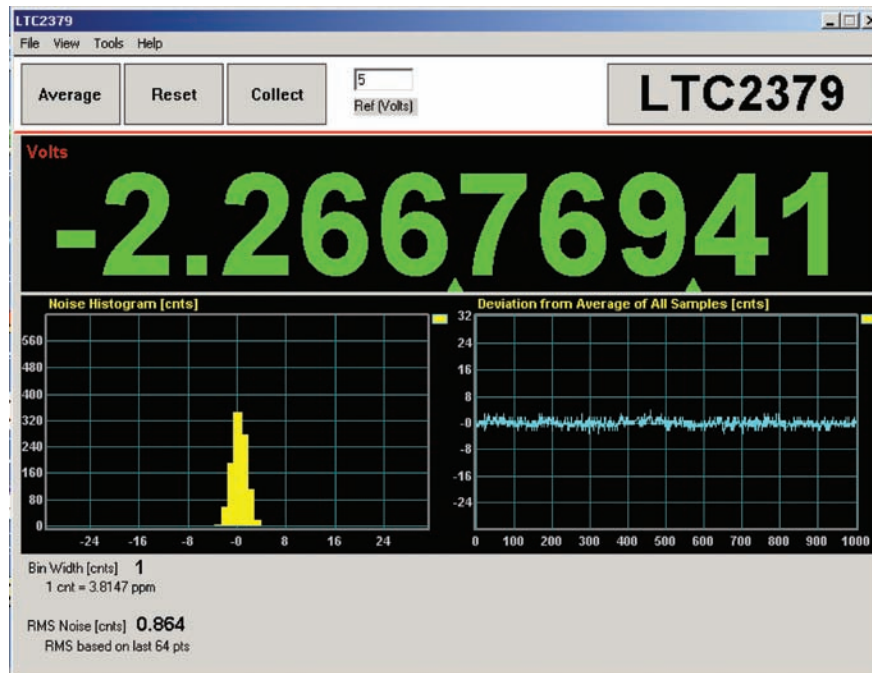 LTC2379
File View Tools Help
Average Reset Collect
5
Ref (Volts)
LTC2379
Volts
-2.26676941
Noise Histogram [cnts]
560
480
400
320
240
160
80
0
-24 -16 -8 -0 8 16 24
Deviation from Average of All Samples [cnts]
32
24
16
8
-0
-8
-16
-24
0 100 200 300 400 500 600 700 800 900 1000
Bin Width [cnts] 1
1 cnt = 3.8147 ppm
RMS Noise [cnts] 0.864
RMS based on last 64 pts